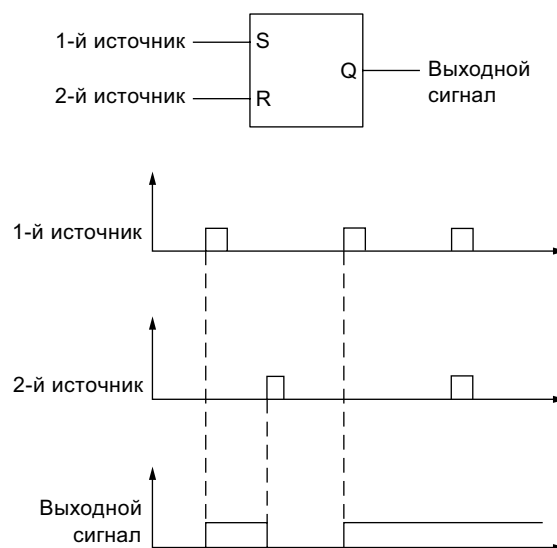 1-й источник
S
2-й источник
R
Q
Выходной
сигнал
1-й источник
2-й источник
Выходной
сигнал